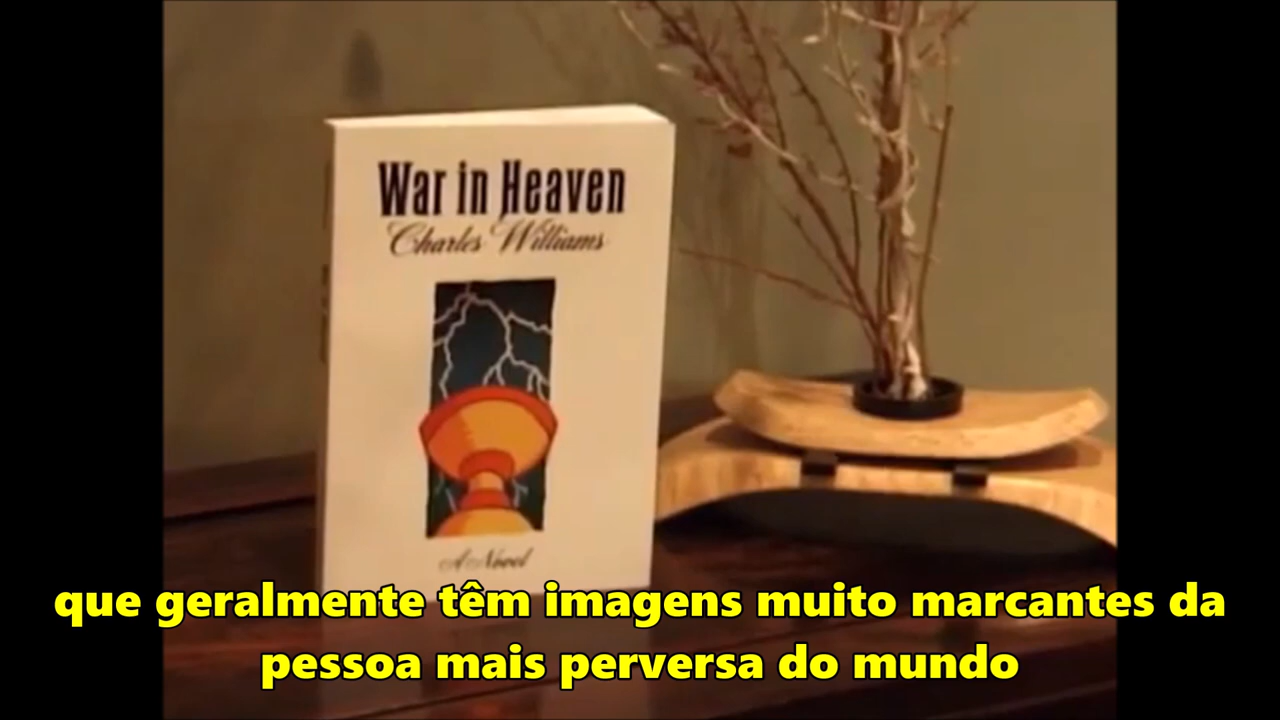 War in Heaven
Charles Williams
A Novel
que geralmente têm imagens muito marcantes da
pessoa mais perversa do mundo